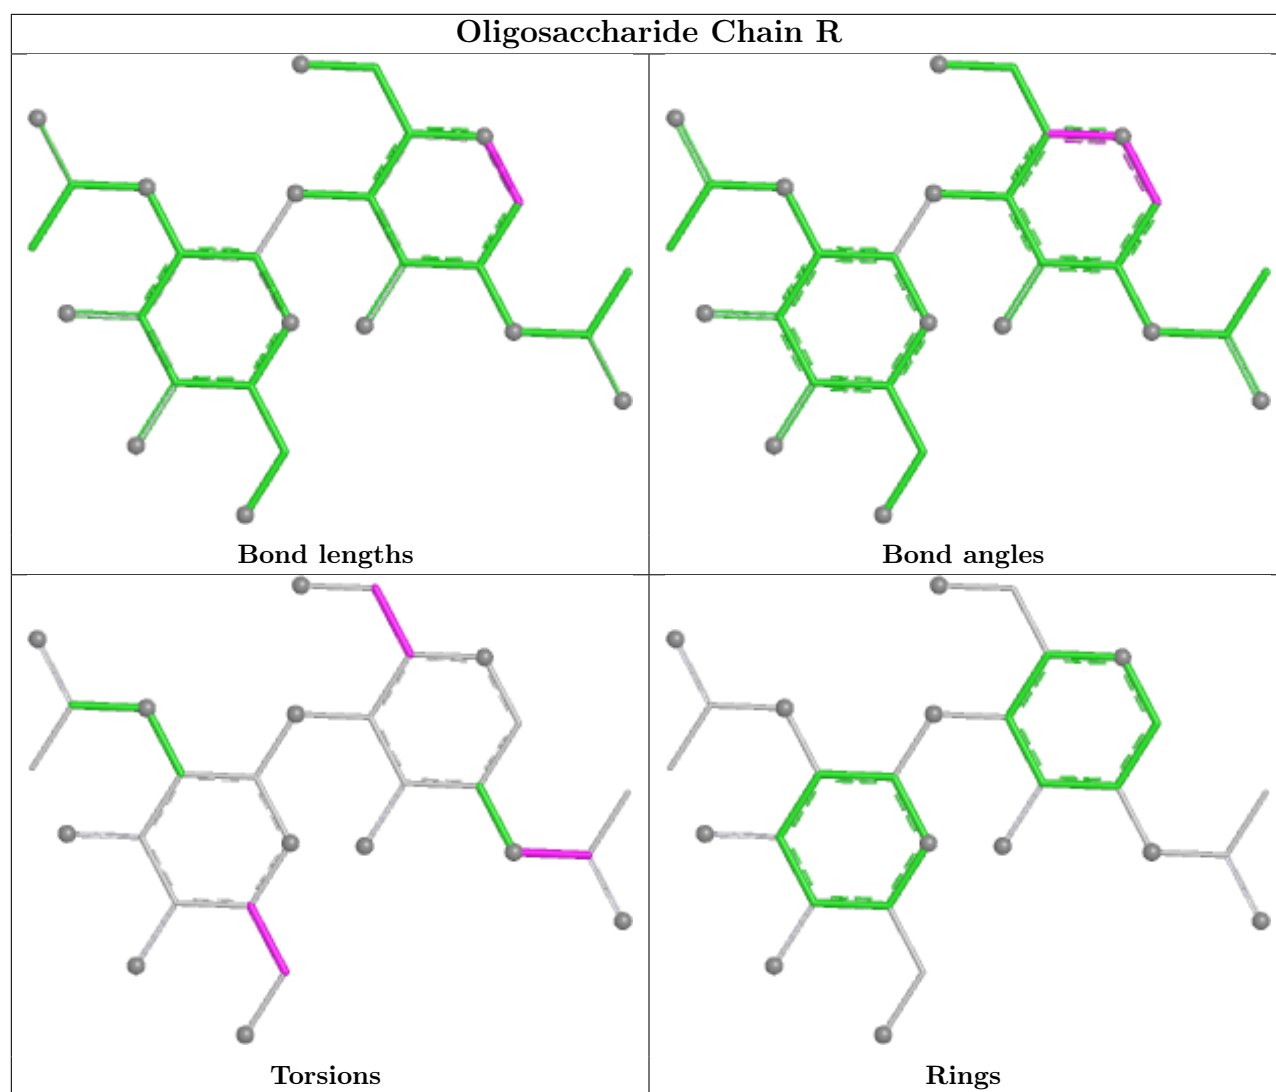 Oligosaccharide Chain R
Bond lengths
Bond angles
Torsions
Rings